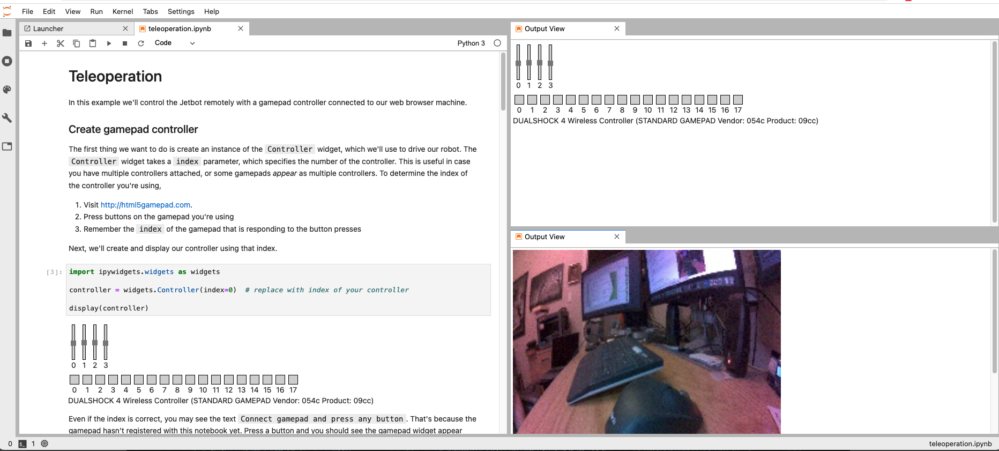 File Edit View Run Kernel Tabs Settings Help
Launcher
teleoperation.ipynb
Code
Python 3
Teleoperation
In this example we'll control the Jetbot remotely with a gamepad controller connected to our web browser machine.
Create gamepad controller
The first thing we want to do is create an instance of the Controller widget, which we'll use to drive our robot. The
Controller widget takes a index parameter, which specifies the number of the controller. This is useful in case
you have multiple controllers attached, or some gamepads appear as multiple controllers. To determine the index of
the controller you're using,
1. Visit http://html5gamepad.com.
2. Press buttons on the gamepad you're using
3. Remember the index of the gamepad that is responding to the button presses
Next, we'll create and display our controller using that index.
[3]: import ipywidgets.widgets as widgets
controller = widgets.Controller(index=0)  # replace with index of your controller
display(controller)
0 1 2 3
0 1 2 3 4 5 6 7 8 9 10 11 12 13 14 15 16 17
DUALSHOCK 4 Wireless Controller (STANDARD GAMEPAD Vendor: 054c Product: 09cc)
Even if the index is correct, you may see the text Connect gamepad and press any button. That's because the
gamepad hasn't registered with this notebook yet. Press a button and you should see the gamepad widget appear
Output View
0 1 2 3
0 1 2 3 4 5 6 7 8 9 10 11 12 13 14 15 16 17
DUALSHOCK 4 Wireless Controller (STANDARD GAMEPAD Vendor: 054c Product: 09cc)
Output View
0 $_ 1
teleoperation.ipynb